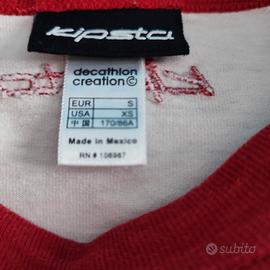 KIPSTA
decathlon
creation
EUR S
USA XS
中国 170/86A
Made in Mexico
RN # 106967
subito